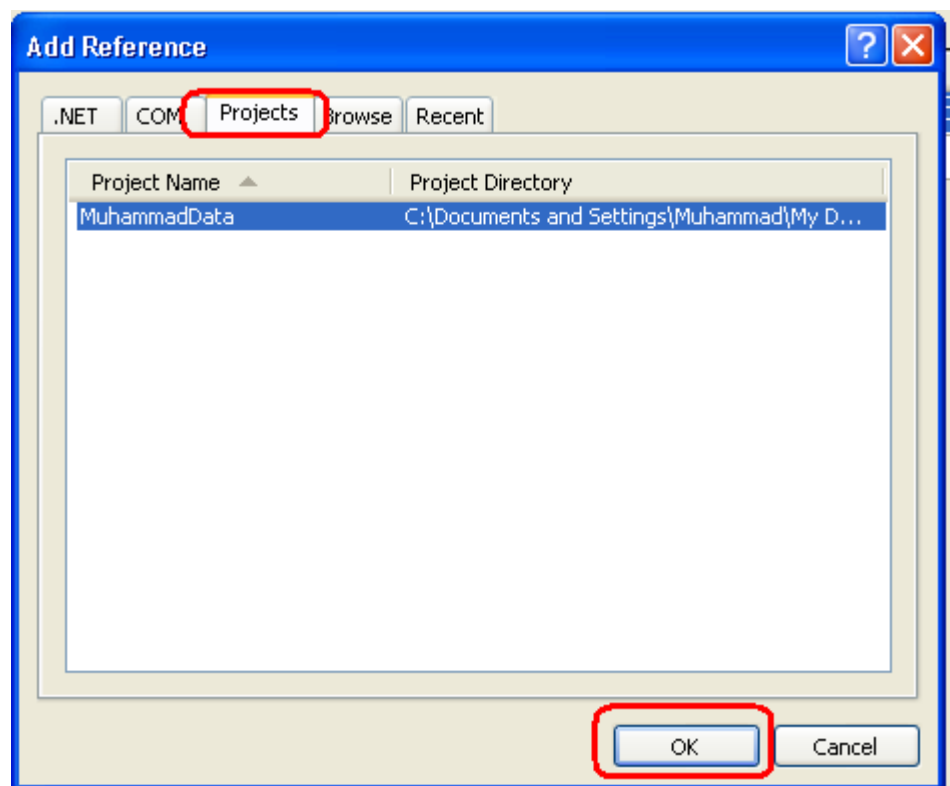 Add Reference
.NET COM Projects Browse Recent
Project Name Project Directory
MuhammadData C:\Documents and Settings\Muhammad\My D...
OK Cancel